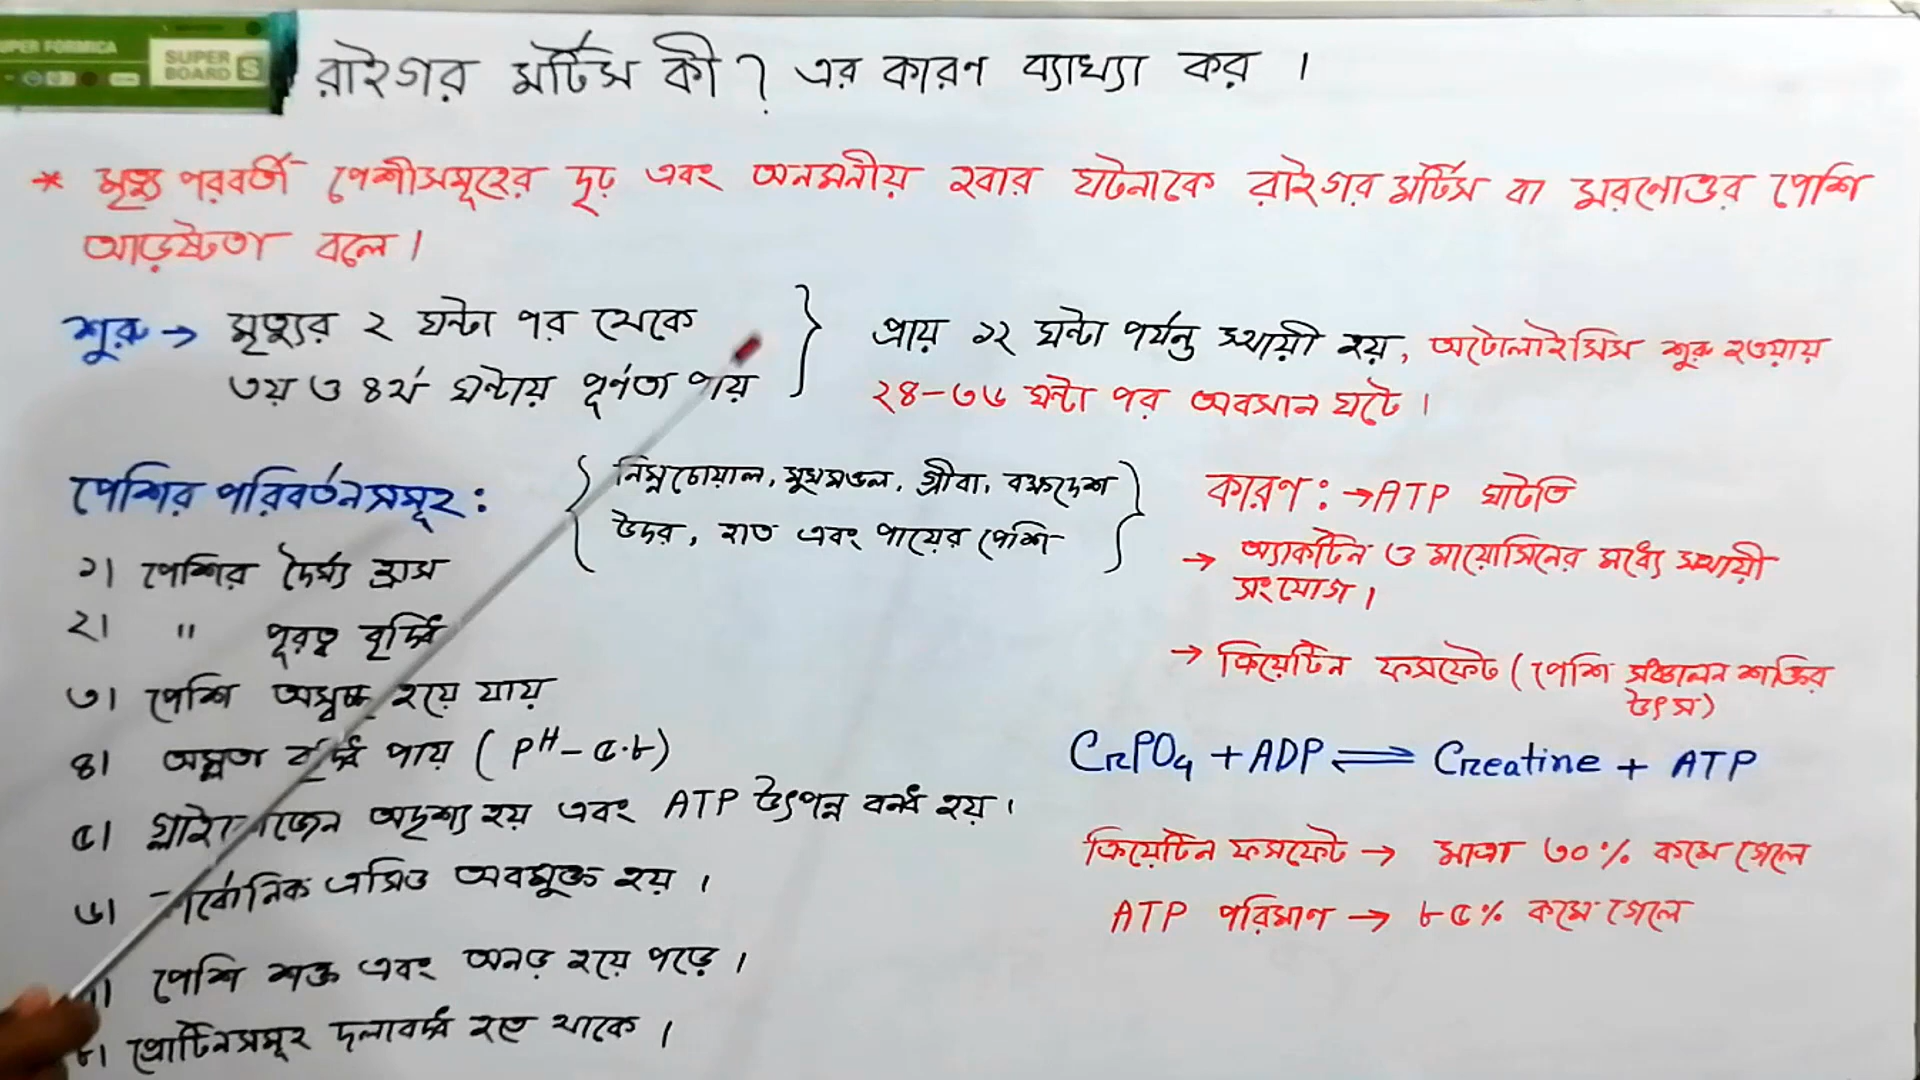 SUPER FORMICA
SUPER BOARD S
রাইগর মর্টিস কী? এর কারণ ব্যাখ্যা কর।
* মৃত্যু পরবর্তী পেশীসমূহের দৃঢ় এবং অনমনীয় হবার ঘটনাকে রাইগর মর্টিস বা মরণোত্তর পেশি
আড়ষ্টতা বলে।
শুরু → মৃত্যুর ২ ঘন্টা পর থেকে
৩য় ও ৪র্থ ঘন্টায় পূর্ণতা পায়
প্রায় ১২ ঘন্টা পর্যন্ত স্থায়ী হয়, অটোলাইসিস শুরু হওয়ায়
২৪-৩৬ ঘন্টা পর অবসান ঘটে।
পেশির পরিবর্তনসমূহ:
নিম্নচোয়াল, মুখমণ্ডল, গ্রীবা, বক্ষদেশ
উদর, হাত এবং পায়ের পেশি
১। পেশির দৈর্ঘ্য হ্রাস
২। " পুরুত্ব বৃদ্ধি
৩। পেশি অস্বচ্ছ হয়ে যায়
৪। অম্লতা বৃদ্ধি পায় (PH-৫.৮)
৫। অদৃশ্য হয় এবং ATP উৎপন্ন বন্ধ হয়।
৬। এসিড অবমুক্ত হয়।
পেশি শক্ত এবং অনড় হয়ে পড়ে।
৮। প্রোটিনসমূহ দলাবদ্ধ হতে থাকে।
কারণ: → ATP ঘাটতি
→ অ্যাকটিন ও মায়োসিনের মধ্যে স্থায়ী
সংযোগ।
→ ক্রিয়েটিন ফসফেট (পেশি সঞ্চালন শক্তির
উৎস)
CrPO4 + ADP ⇌ Creatine + ATP
ক্রিয়েটিন ফসফেট → মাত্রা ৭০% কমে গেলে
ATP পরিমাণ → ৮৫% কমে গেলে